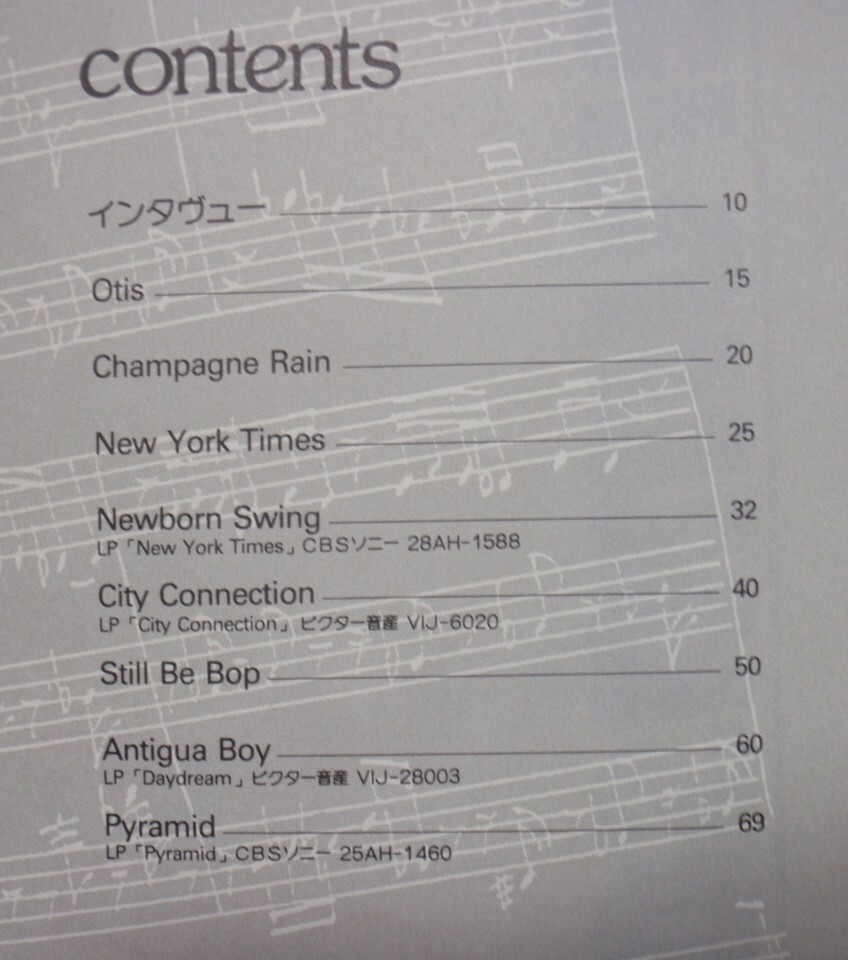 contents
インタヴュー 10
Otis 15
Champagne Rain 20
New York Times 25
Newborn Swing 32
LP「New York Times」CBSソニー 28AH-1588
City Connection 40
LP「City Connection」ビクター音産 VIJ-6020
Still Be Bop 50
Antigua Boy 60
LP「Daydream」ビクター音産 VIJ-28003
Pyramid 69
LP「Pyramid」CBSソニー 25AH-1460